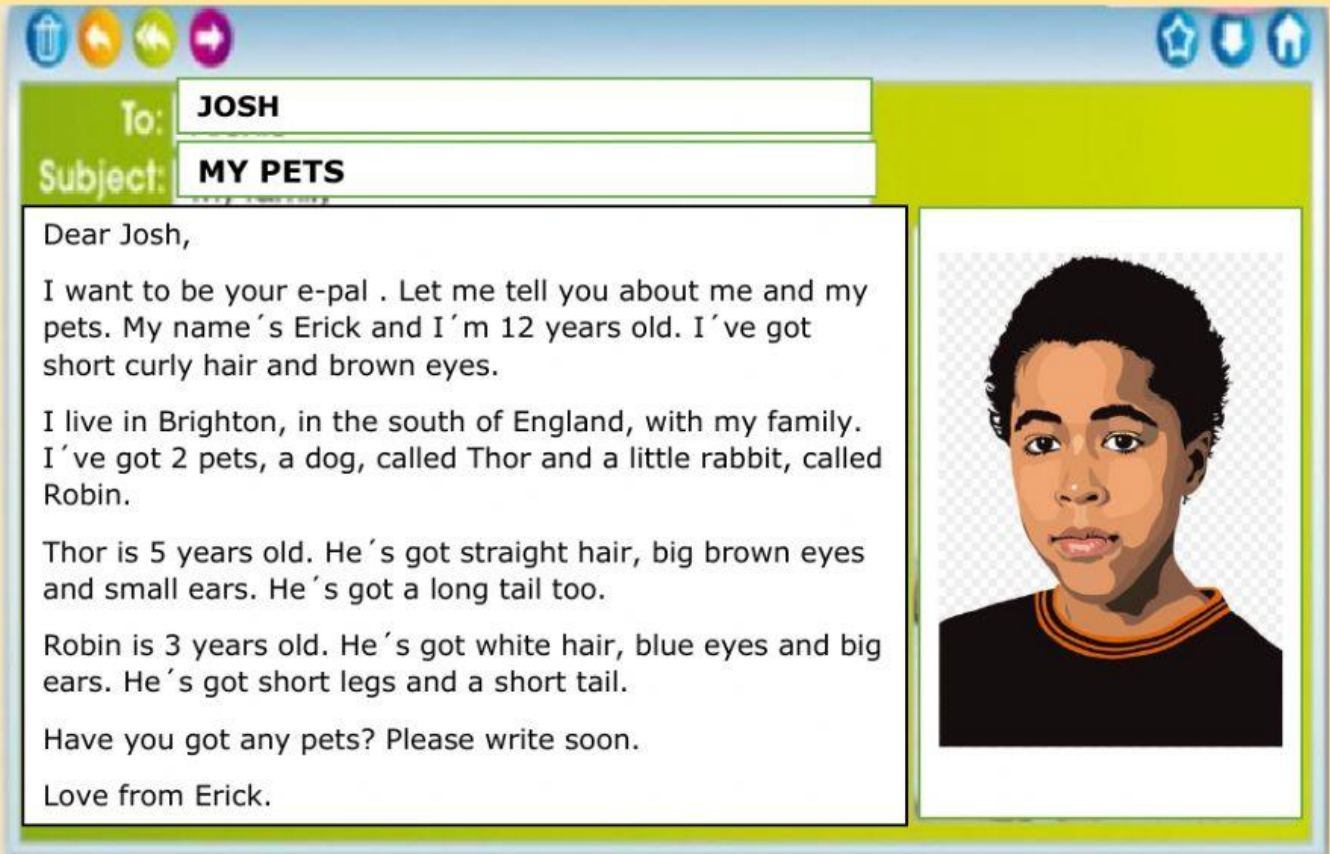 To: JOSH
Subject: MY PETS
Dear Josh,
I want to be your e-pal . Let me tell you about me and my
pets. My name´s Erick and I´m 12 years old. I´ve got
short curly hair and brown eyes.
I live in Brighton, in the south of England, with my family.
I´ve got 2 pets, a dog, called Thor and a little rabbit, called
Robin.
Thor is 5 years old. He´s got straight hair, big brown eyes
and small ears. He´s got a long tail too.
Robin is 3 years old. He´s got white hair, blue eyes and big
ears. He´s got short legs and a short tail.
Have you got any pets? Please write soon.
Love from Erick.